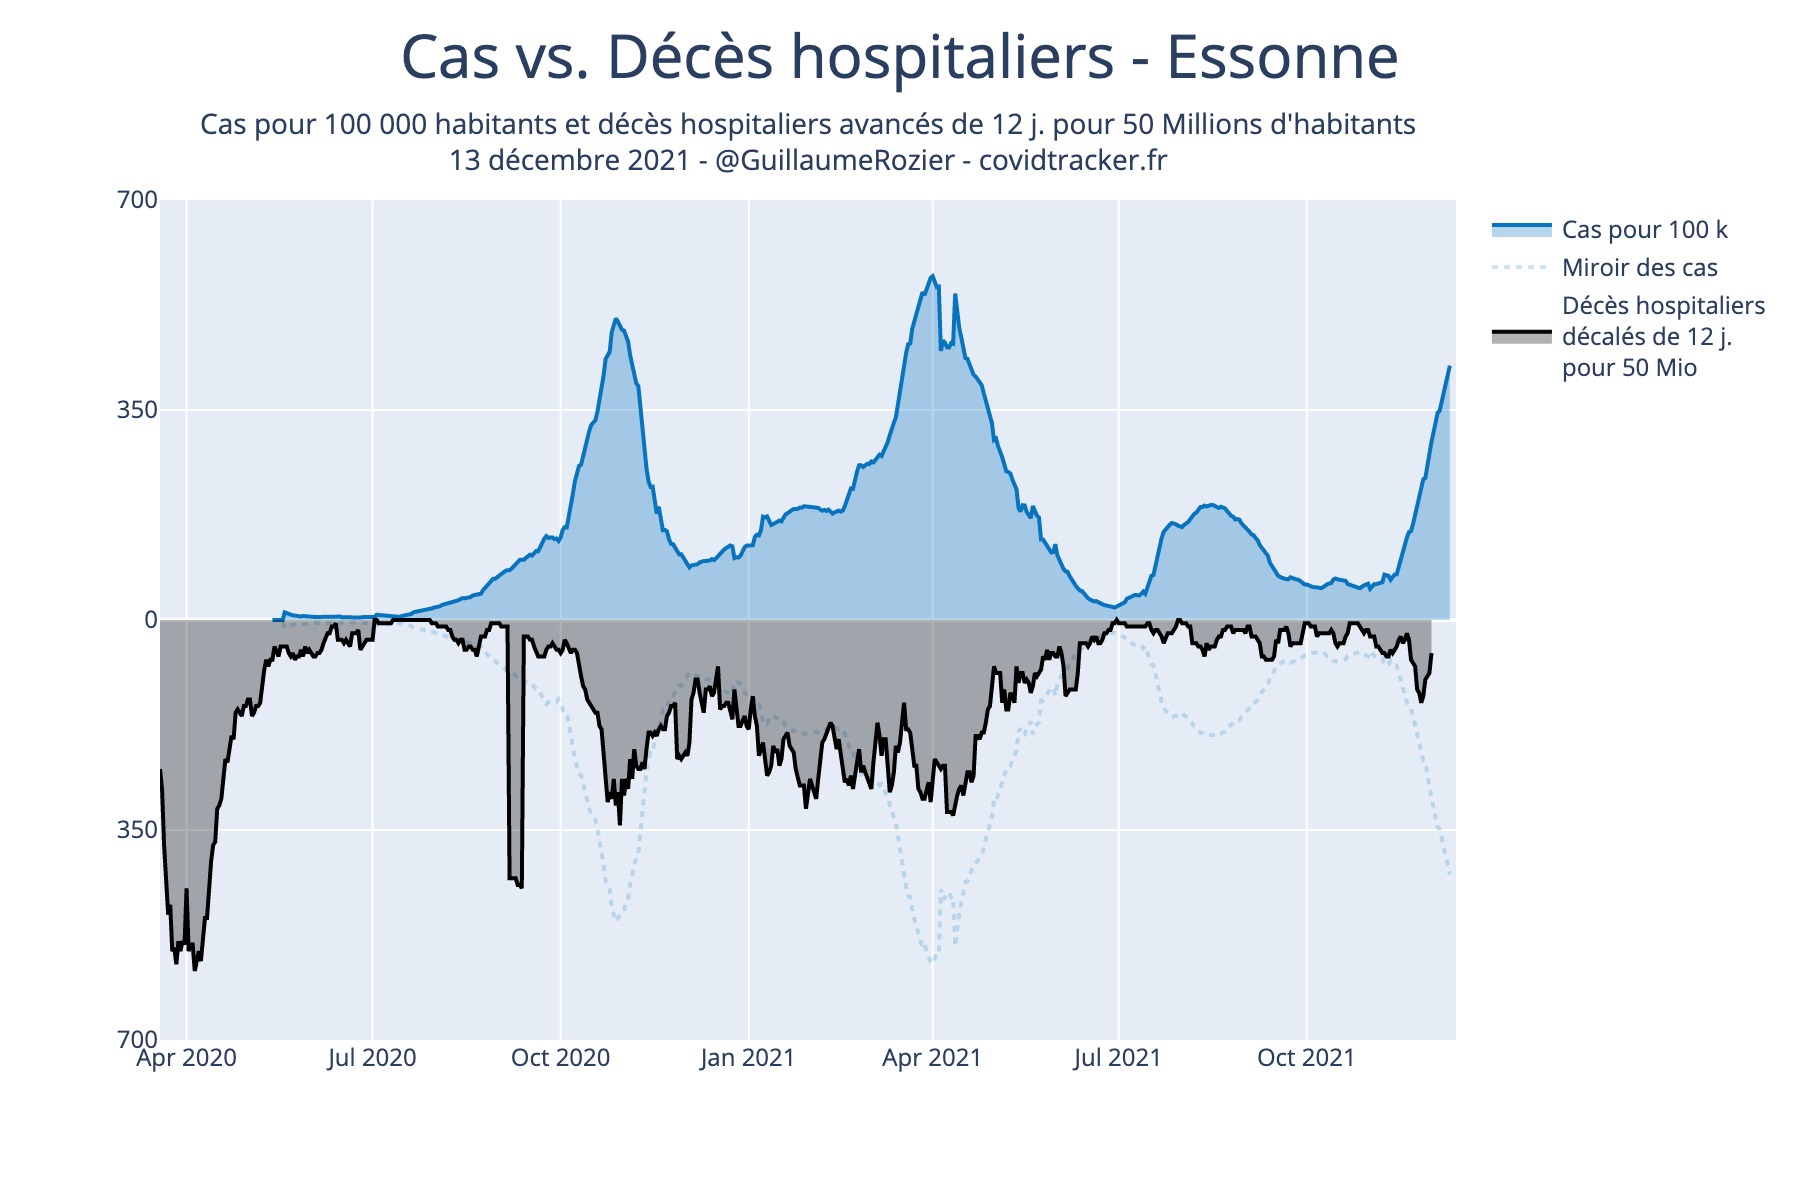 Cas vs. Décès hospitaliers - Essonne
Cas pour 100 000 habitants et décès hospitaliers avancés de 12 j. pour 50 Millions d'habitants
13 décembre 2021 - @GuillaumeRozier - covidtracker.fr
700
350
0
350
700
Apr 2020
Jul 2020
Oct 2020
Jan 2021
Apr 2021
Jul 2021
Oct 2021
Cas pour 100 k
Miroir des cas
Décès hospitaliers
décalés de 12 j.
pour 50 Mio